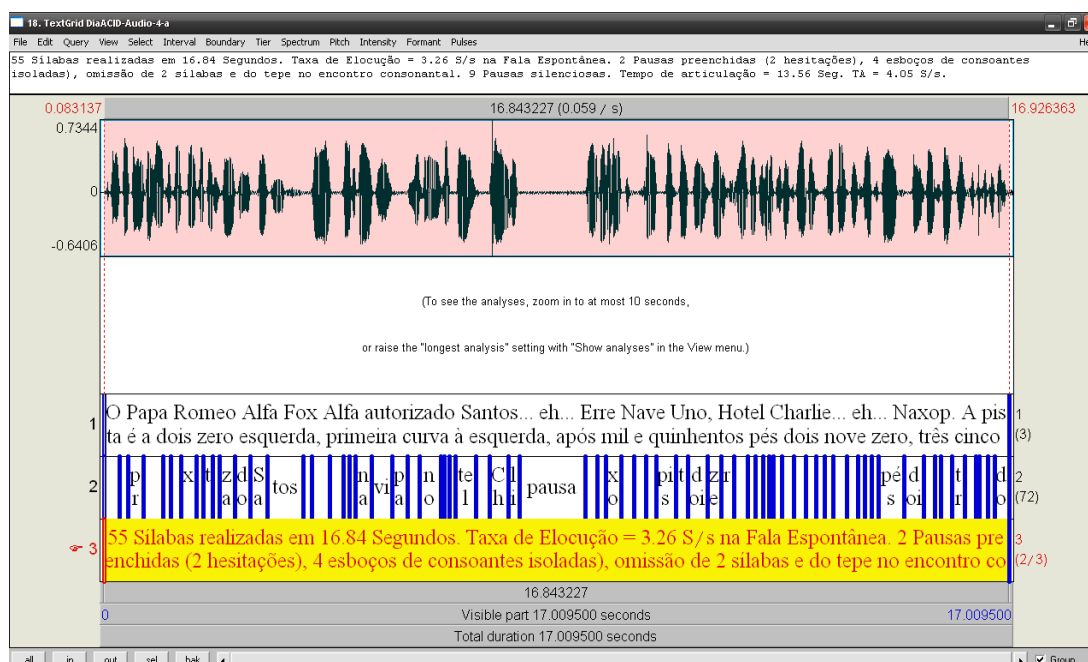 18. TextGrid DiaACID-Audio-4-a
File Edit Query View Select Interval Boundary Tier Spectrum Pitch Intensity Formant Pulses He
55 Sílabas realizadas em 16.84 Segundos. Taxa de Elocução = 3.26 S/s na Fala Espontânea. 2 Pausas preenchidas (2 hesitações), 4 esboços de consoantes
isoladas), omissão de 2 sílabas e do tepe no encontro consonantal. 9 Pausas silenciosas. Tempo de articulação = 13.56 Seg. TA = 4.05 S/s.
0.083137 16.843227 (0.059 / s) 16.926363
0.7344
0
-0.6406
(To see the analyses, zoom in to at most 10 seconds,
or raise the "longest analysis" setting with "Show analyses" in the View menu.)
1 O Papa Romeo Alfa Fox Alfa autorizado Santos... eh... Erre Nave Uno, Hotel Charlie... eh... Naxop. A pis 1
ta é a dois zero esquerda, primeira curva à esquerda, após mil e quinhentos pés dois nove zero, três cinco (3)
p x t z d S n p n te C l x pi t d z r pé d t d 2
2 r a o a tos a vi a o l h i pausa o s oi e s oi r o (72)
3 55 Sílabas realizadas em 16.84 Segundos. Taxa de Elocução = 3.26 S/s na Fala Espontânea. 2 Pausas pre 3
enchidas (2 hesitações), 4 esboços de consoantes isoladas), omissão de 2 sílabas e do tepe no encontro co (2/3)
16.843227
0 Visible part 17.009500 seconds 17.009500
Total duration 17.009500 seconds
all in out sel bak Group